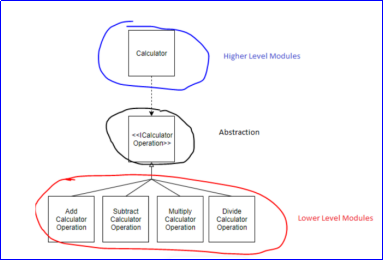 Calculator
Higher Level Modules
<<ICalculator
Operation>>
Abstraction
Add
Calculator
Operation
Subtract
Calculator
Operation
Multiply
Calculator
Operation
Divide
Calculator
Operation
Lower Level Modules